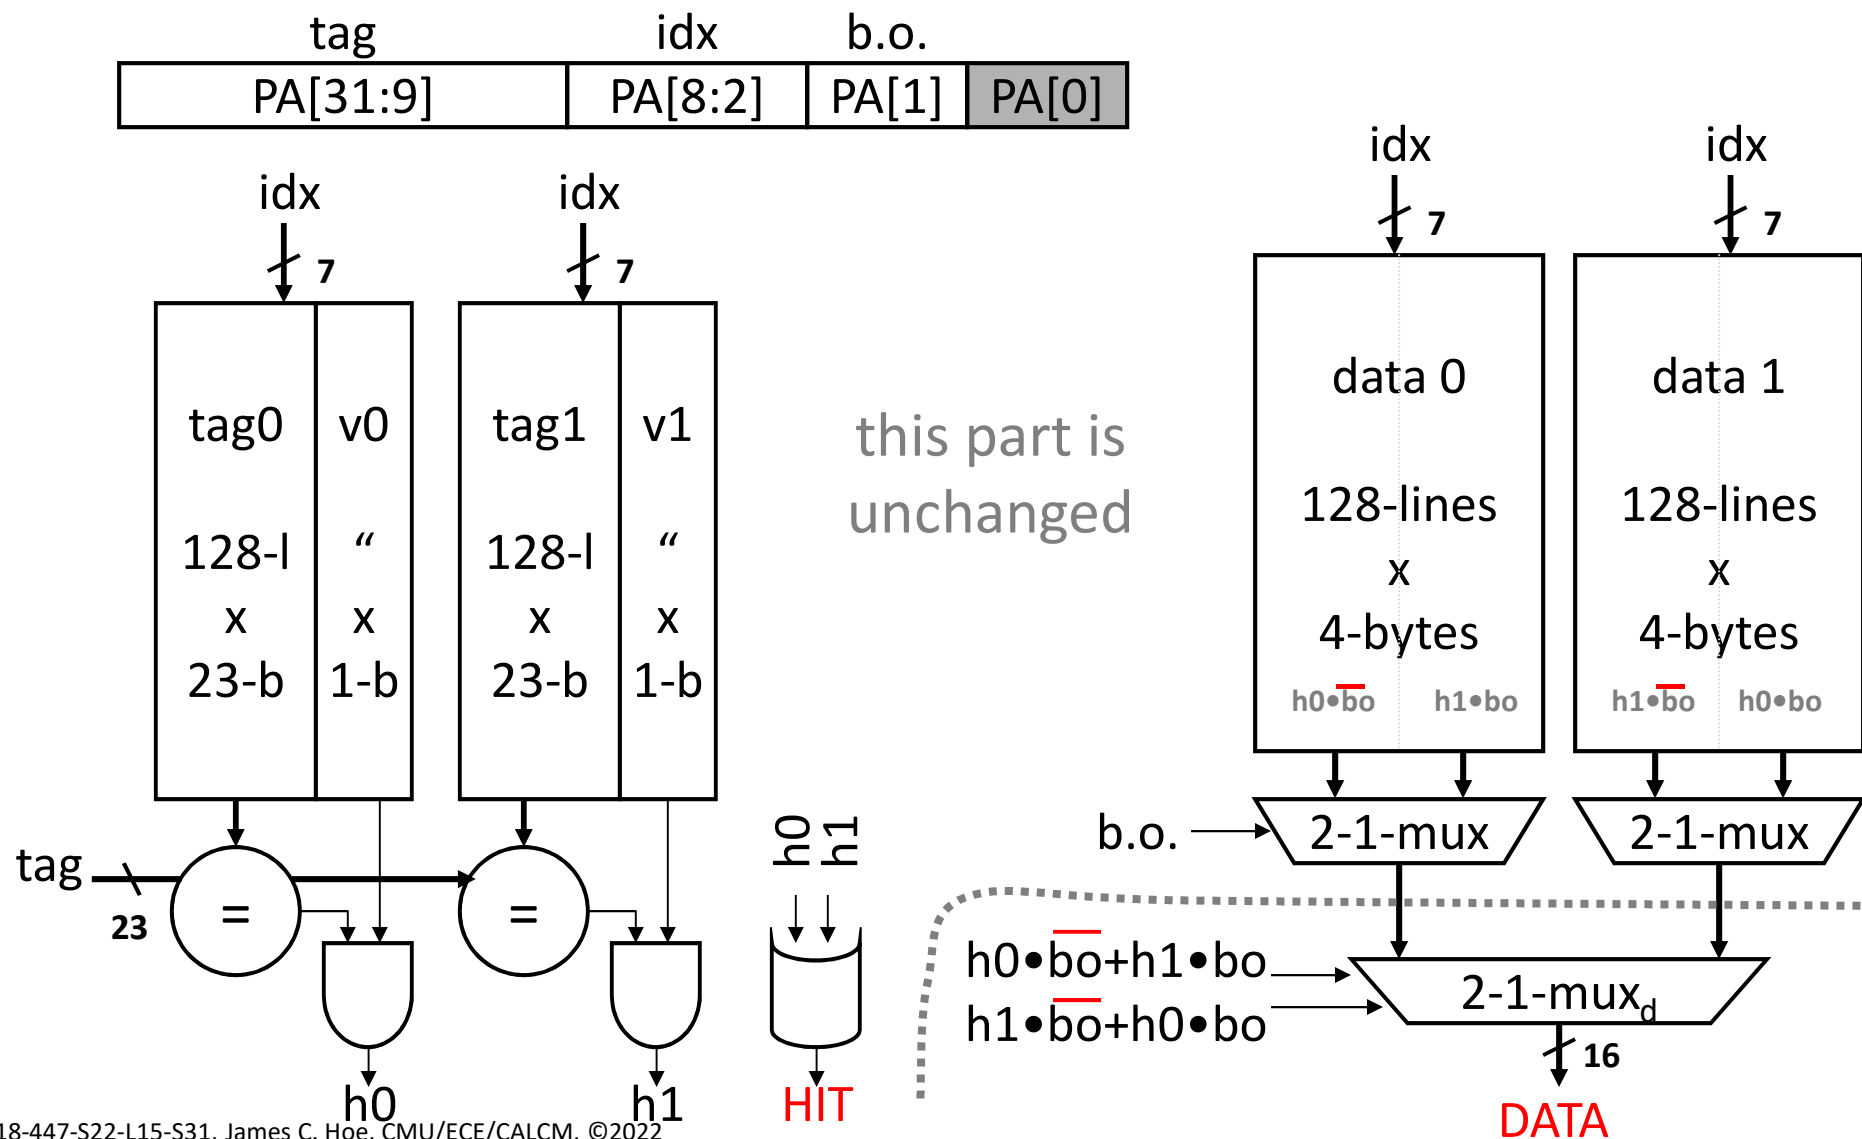 tag idx b.o.
PA[31:9] PA[8:2] PA[1] PA[0]
idx idx
7 7
idx idx
7 7
tag0 v0 tag1 v1
128-l “ 128-l “
x x x x
23-b 1-b 23-b 1-b
this part is
unchanged
data 0 data 1
128-lines 128-lines
x x
4-bytes 4-bytes
h0•b̅o̅ h1•bo h1•b̅o̅ h0•bo
b.o. 2-1-mux 2-1-mux
tag
23
= =
h0 h1
h0•b̅o̅+h1•bo
h1•b̅o̅+h0•bo
2-1-mux_d
16
h0 h1 HIT DATA
18-447-S22-L15-S31, James C. Hoe, CMU/ECE/CALCM, ©2022